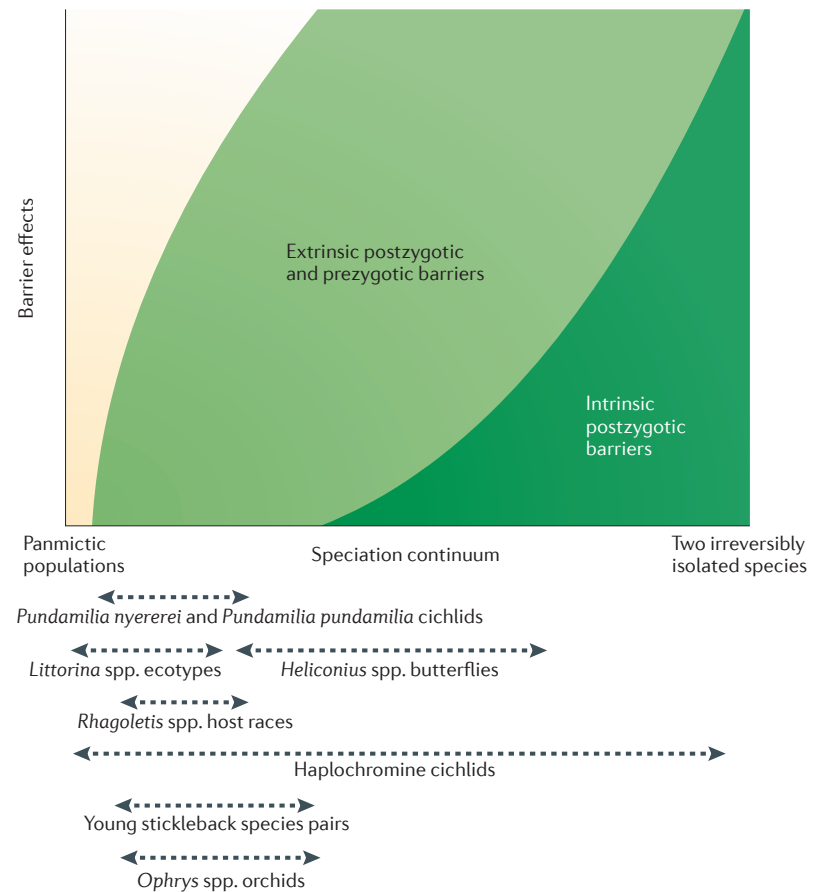 Barrier effects
Extrinsic postzygotic
and prezygotic barriers
Intrinsic
postzygotic
barriers
Panmictic
populations
Speciation continuum
Two irreversibly
isolated species
Pundamilia nyererei and Pundamilia pundamilia cichlids
Littorina spp. ecotypes
Heliconius spp. butterflies
Rhagoletis spp. host races
Haplochromine cichlids
Young stickleback species pairs
Ophrys spp. orchids